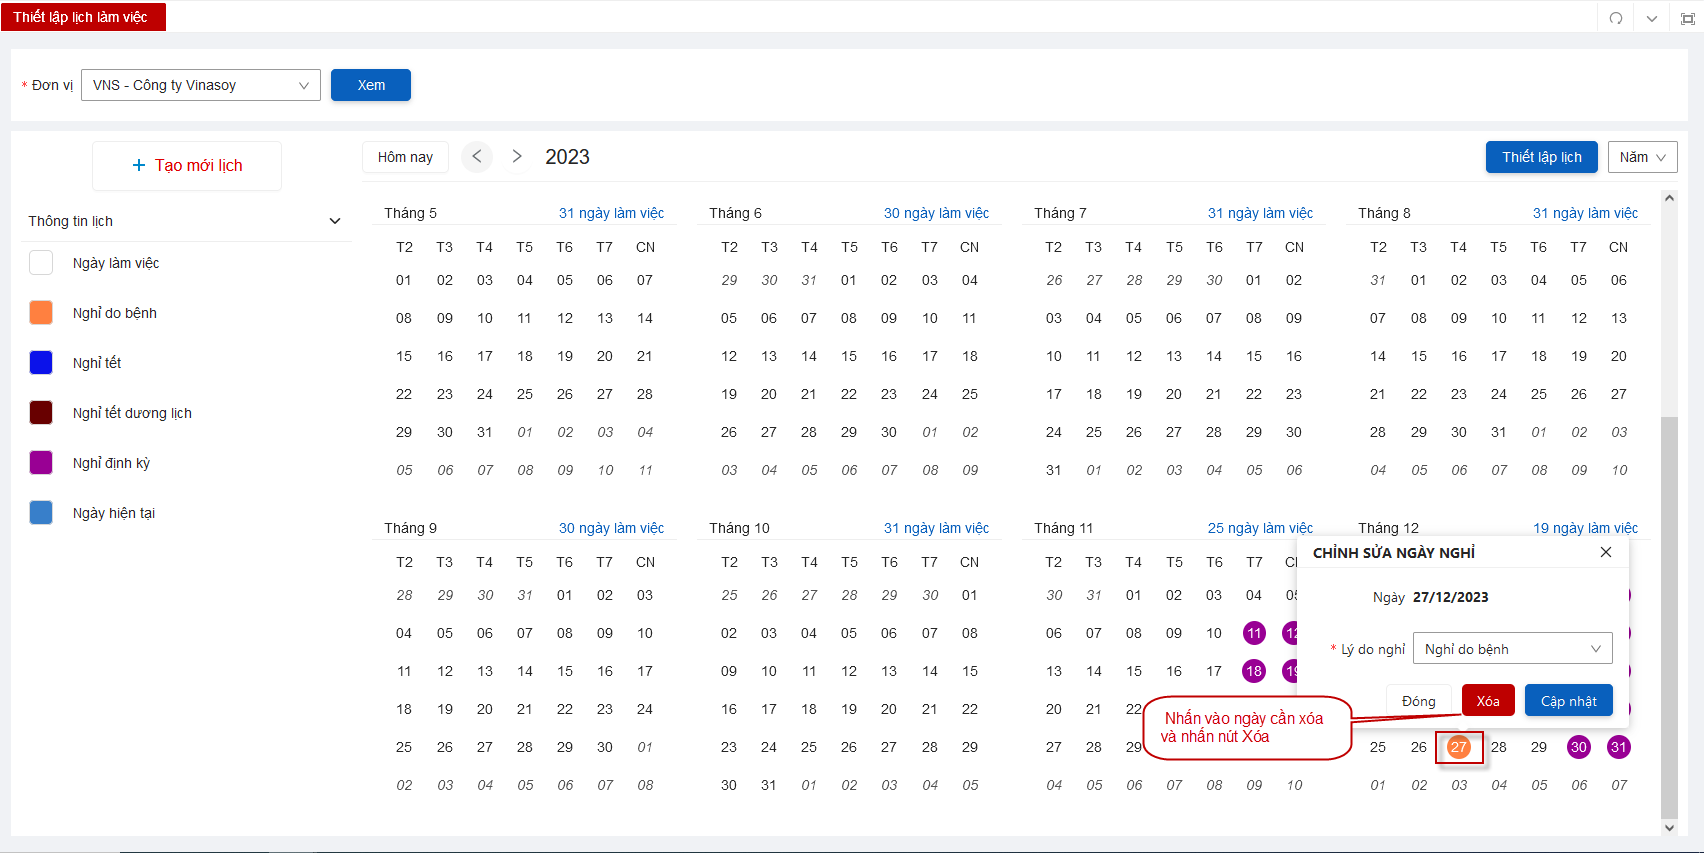 Thiết lập lịch làm việc
* Đơn vị VNS - Công ty Vinasoy Xem
+ Tạo mới lịch
Hôm nay 2023 Thiết lập lịch Năm
Thông tin lịch
Ngày làm việc
Nghỉ do bệnh
Nghỉ tết
Nghỉ tết dương lịch
Nghỉ định kỳ
Ngày hiện tại
Tháng 5 31 ngày làm việc
T2 T3 T4 T5 T6 T7 CN
01 02 03 04 05 06 07
08 09 10 11 12 13 14
15 16 17 18 19 20 21
22 23 24 25 26 27 28
29 30 31 01 02 03 04
05 06 07 08 09 10 11
Tháng 6 30 ngày làm việc
T2 T3 T4 T5 T6 T7 CN
29 30 31 01 02 03 04
05 06 07 08 09 10 11
12 13 14 15 16 17 18
19 20 21 22 23 24 25
26 27 28 29 30 01 02
03 04 05 06 07 08 09
Tháng 7 31 ngày làm việc
T2 T3 T4 T5 T6 T7 CN
26 27 28 29 30 01 02
03 04 05 06 07 08 09
10 11 12 13 14 15 16
17 18 19 20 21 22 23
24 25 26 27 28 29 30
31 01 02 03 04 05 06
Tháng 8 31 ngày làm việc
T2 T3 T4 T5 T6 T7 CN
31 01 02 03 04 05 06
07 08 09 10 11 12 13
14 15 16 17 18 19 20
21 22 23 24 25 26 27
28 29 30 31 01 02 03
04 05 06 07 08 09 10
Tháng 9 30 ngày làm việc
T2 T3 T4 T5 T6 T7 CN
28 29 30 31 01 02 03
04 05 06 07 08 09 10
11 12 13 14 15 16 17
18 19 20 21 22 23 24
25 26 27 28 29 30 01
02 03 04 05 06 07 08
Tháng 10 31 ngày làm việc
T2 T3 T4 T5 T6 T7 CN
25 26 27 28 29 30 01
02 03 04 05 06 07 08
09 10 11 12 13 14 15
16 17 18 19 20 21 22
23 24 25 26 27 28 29
30 31 01 02 03 04 05
Tháng 11 25 ngày làm việc
T2 T3 T4 T5 T6 T7
30 31 01 02 03 04 05
06 07 08 09 10 11 12
13 14 15 16 17 18 19
20 21 22
27 28 29
04 05 06 07 08 09 10
Tháng 12 19 ngày làm việc
CHỈNH SỬA NGÀY NGHỈ
Ngày 27/12/2023
* Lý do nghỉ Nghỉ do bệnh
Đóng Xóa Cập nhật
25 26 27 28 29 30 31
01 02 03 04 05 06 07
Nhấn vào ngày cần xóa
và nhấn nút Xóa